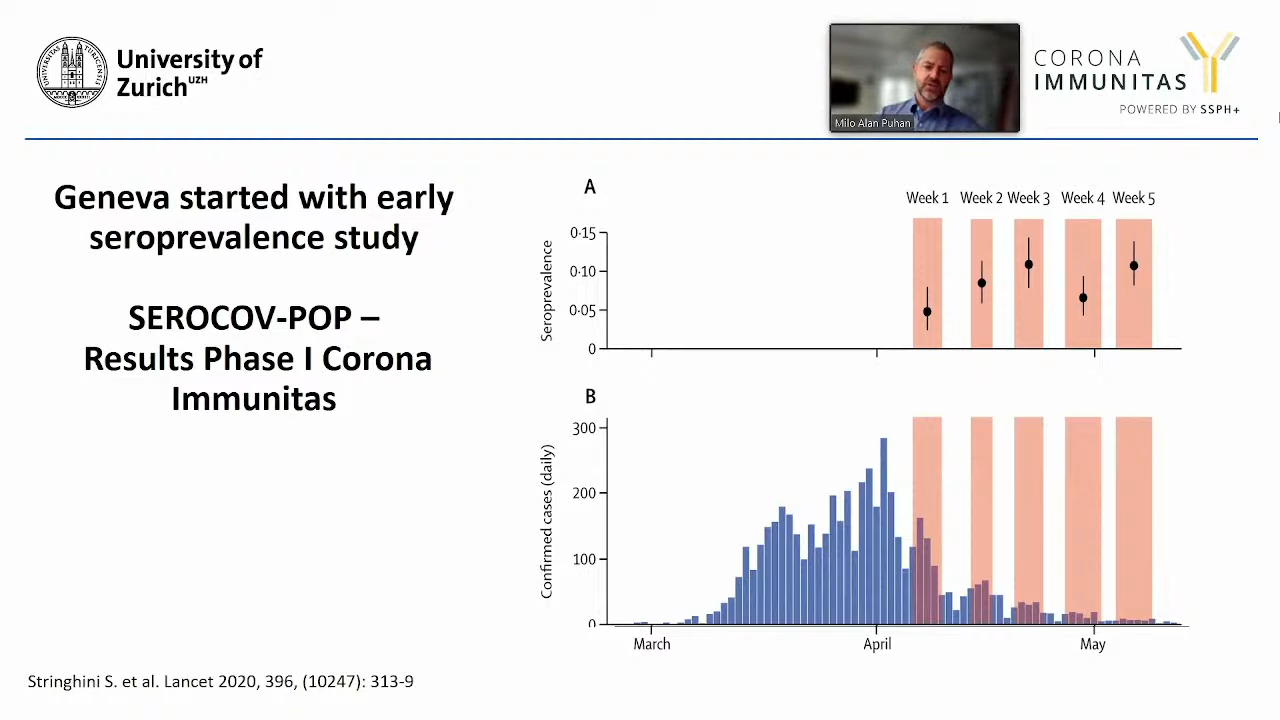 University of
Zurich UZH
Milo Alan Puhan
CORONA
IMMUNITAS
POWERED BY SSPH+
Geneva started with early
seroprevalence study
SEROCOV-POP –
Results Phase I Corona
Immunitas
A
Week 1 Week 2 Week 3 Week 4 Week 5
Seroprevalence
0·15
0·10
0·05
0
B
Confirmed cases (daily)
300
200
100
0
March April May
Stringhini S. et al. Lancet 2020, 396, (10247): 313-9